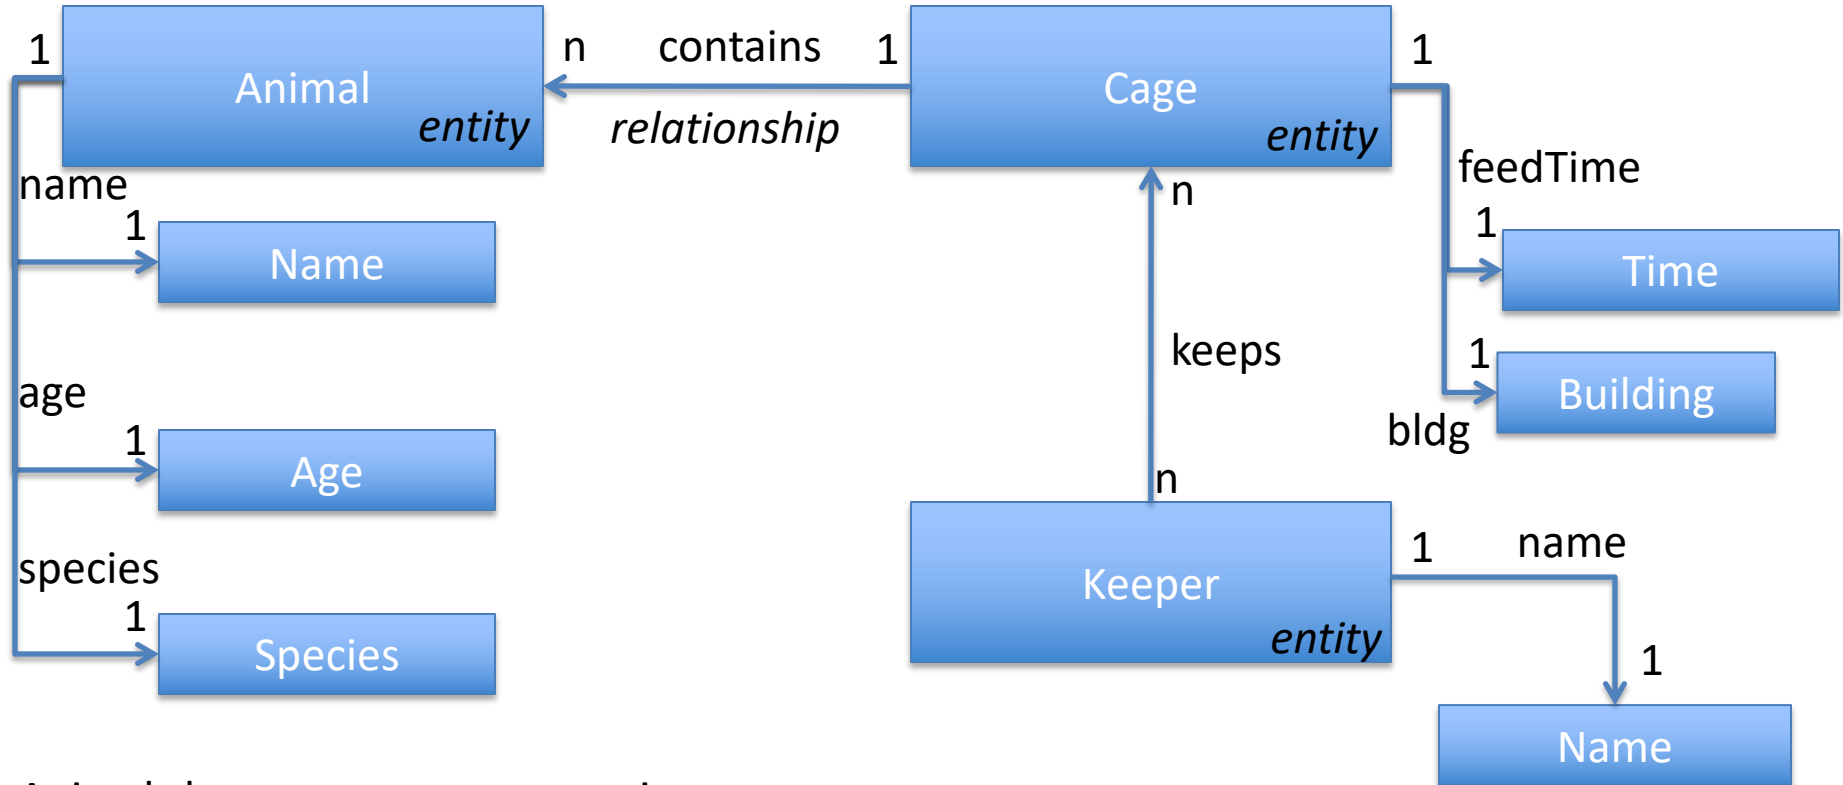 1
Animal
entity
n
contains
1
relationship
Cage
entity
1
name
1
Name
feedTime
1
Time
n
keeps
n
1
Building
bldg
age
1
Age
species
1
Species
Keeper
entity
1
name
1
Name